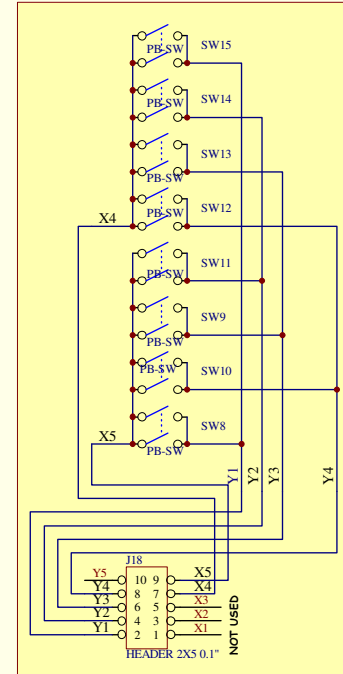 SW15
PB-SW
SW14
PB-SW
SW13
PB-SW
SW12
PB-SW
X4
SW11
PB-SW
SW9
PB-SW
SW10
PB-SW
SW8
PB-SW
X5
Y1
Y2
Y3
Y4
J18
Y5 10 9 X5
Y4 8 7 X4
Y3 6 5 X3
Y2 4 3 X2
Y1 2 1 X1
NOT USED
HEADER 2X5 0.1"